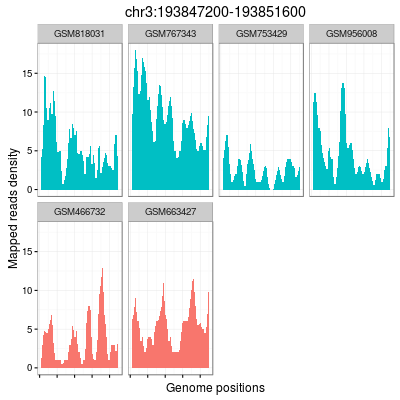 chr3:193847200-193851600
GSM818031 GSM767343 GSM753429 GSM956008
15
10
5
0
GSM466732 GSM663427
15
10
5
0
Mapped reads density
Genome positions